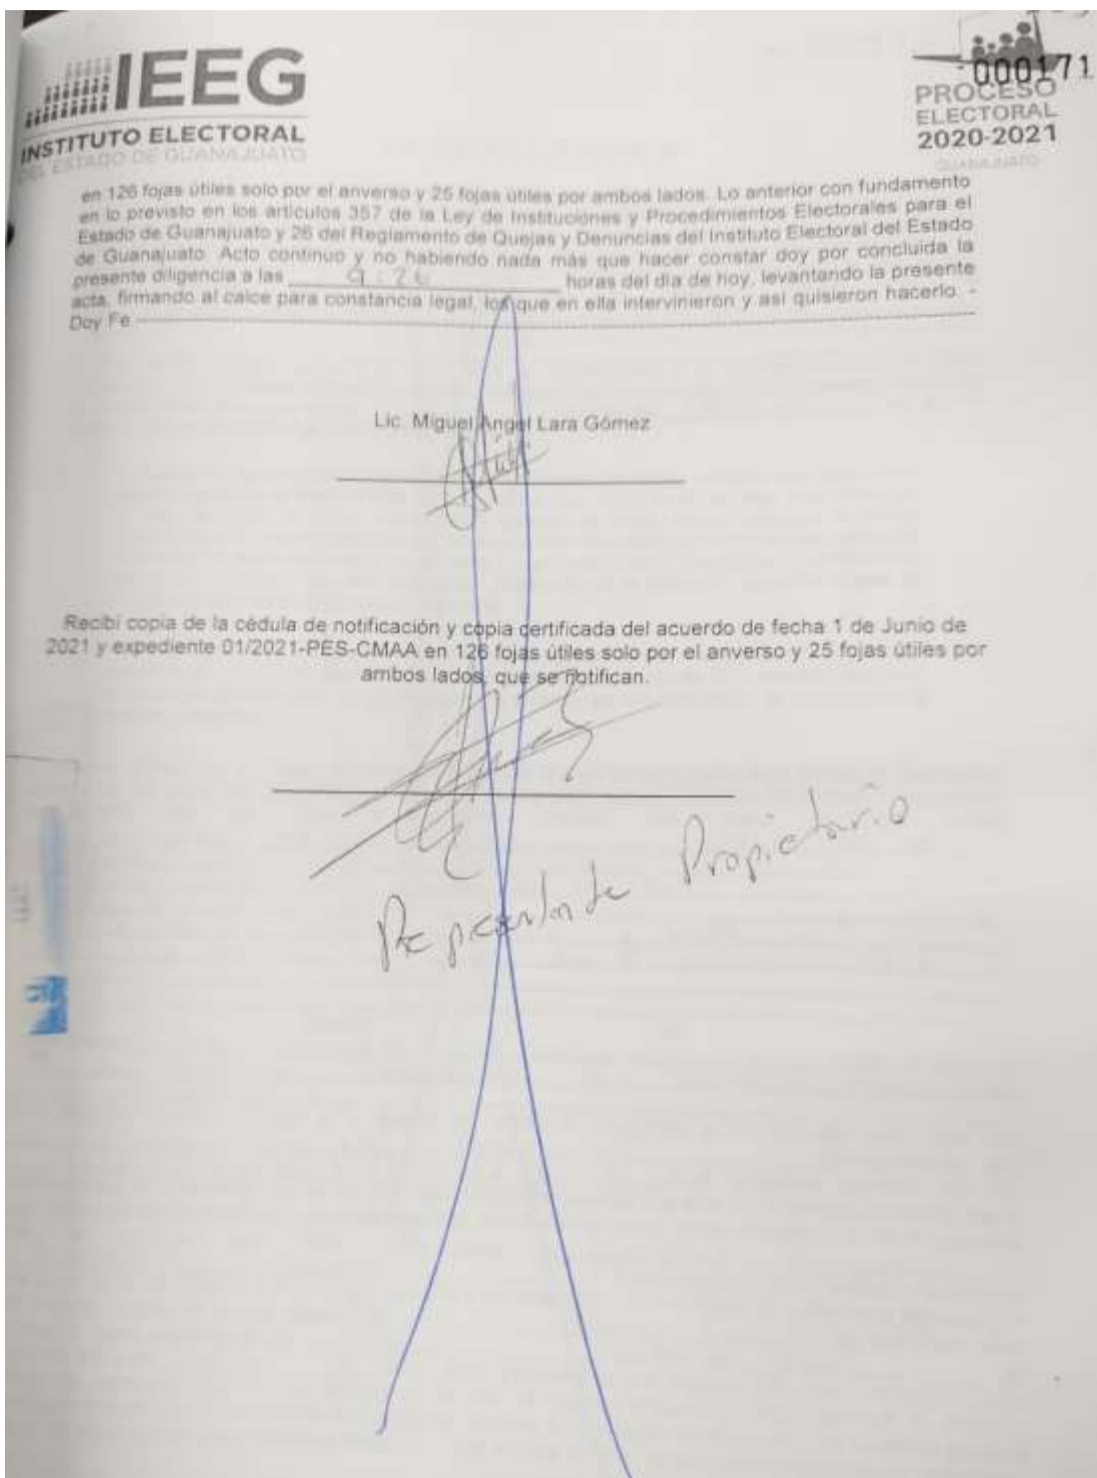 IEEG
INSTITUTO ELECTORAL
DEL ESTADO DE GUANAJUATO
000171
PROCESO
ELECTORAL
2020-2021
GUANAJUATO
en 126 fojas útiles solo por el anverso y 25 fojas útiles por ambos lados. Lo anterior con fundamento
en lo previsto en los artículos 357 de la Ley de Instituciones y Procedimientos Electorales para el
Estado de Guanajuato y 26 del Reglamento de Quejas y Denuncias del Instituto Electoral del Estado
de Guanajuato. Acto continuo y no habiendo nada más que hacer constar doy por concluida la
presente diligencia a las 9:26 horas del día de hoy, levantando la presente
acta, firmando al calce para constancia legal, los que en ella intervinieron y así quisieron hacerlo. -
Doy Fe.
Lic. Miguel Angel Lara Gómez
Recibí copia de la cédula de notificación y copia certificada del acuerdo de fecha 1 de Junio de
2021 y expediente 01/2021-PES-CMAA en 126 fojas útiles solo por el anverso y 25 fojas útiles por
ambos lados, que se notifican.
Representante Propietario